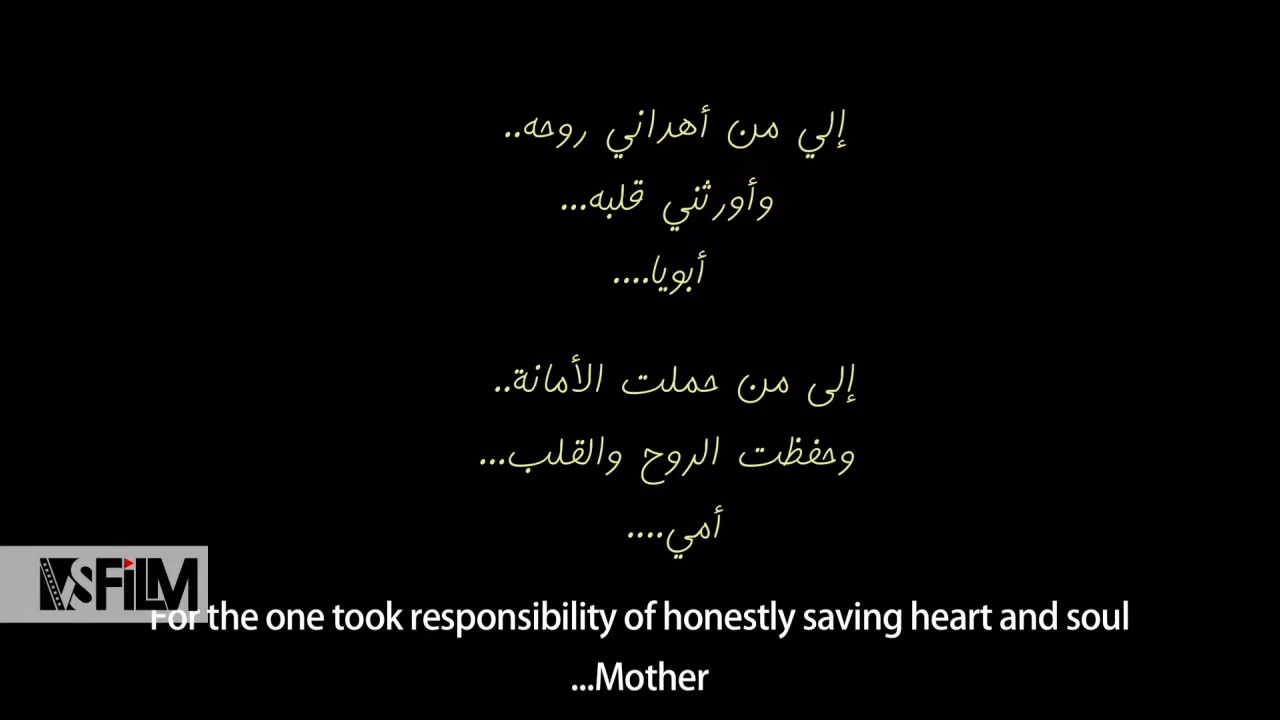 إلي من أهداني روحه..
وأورثني قلبه...
أبويا....
إلى من حملت الأمانة..
وحفظت الروح والقلب...
أمي....
VSFiLM
For the one took responsibility of honestly saving heart and soul
...Mother